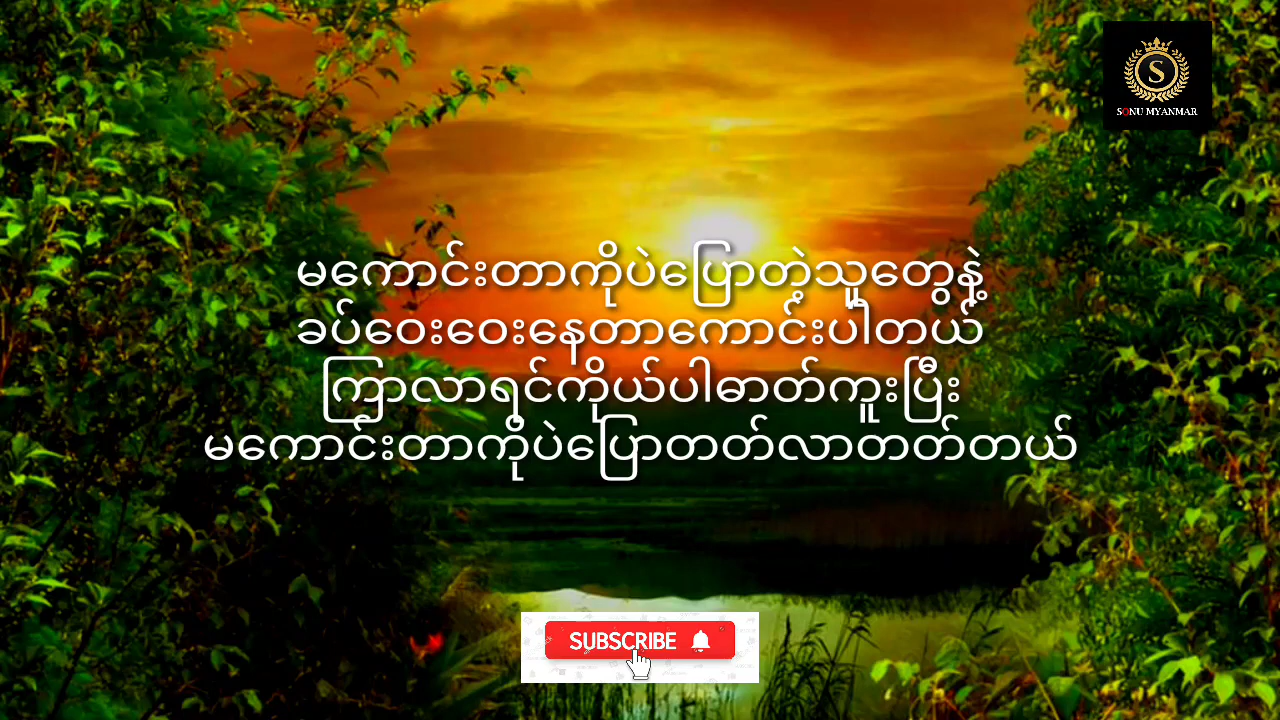 S
SONU MYANMAR
မကောင်းတာကိုပဲပြောတဲ့သူတွေနဲ့
ခပ်ဝေးဝေးနေတာကောင်းပါတယ်
ကြာလာရင်ကိုယ်ပါဓာတ်ကူးပြီး
မကောင်းတာကိုပဲပြောတတ်လာတတ်တယ်
SUBSCRIBE